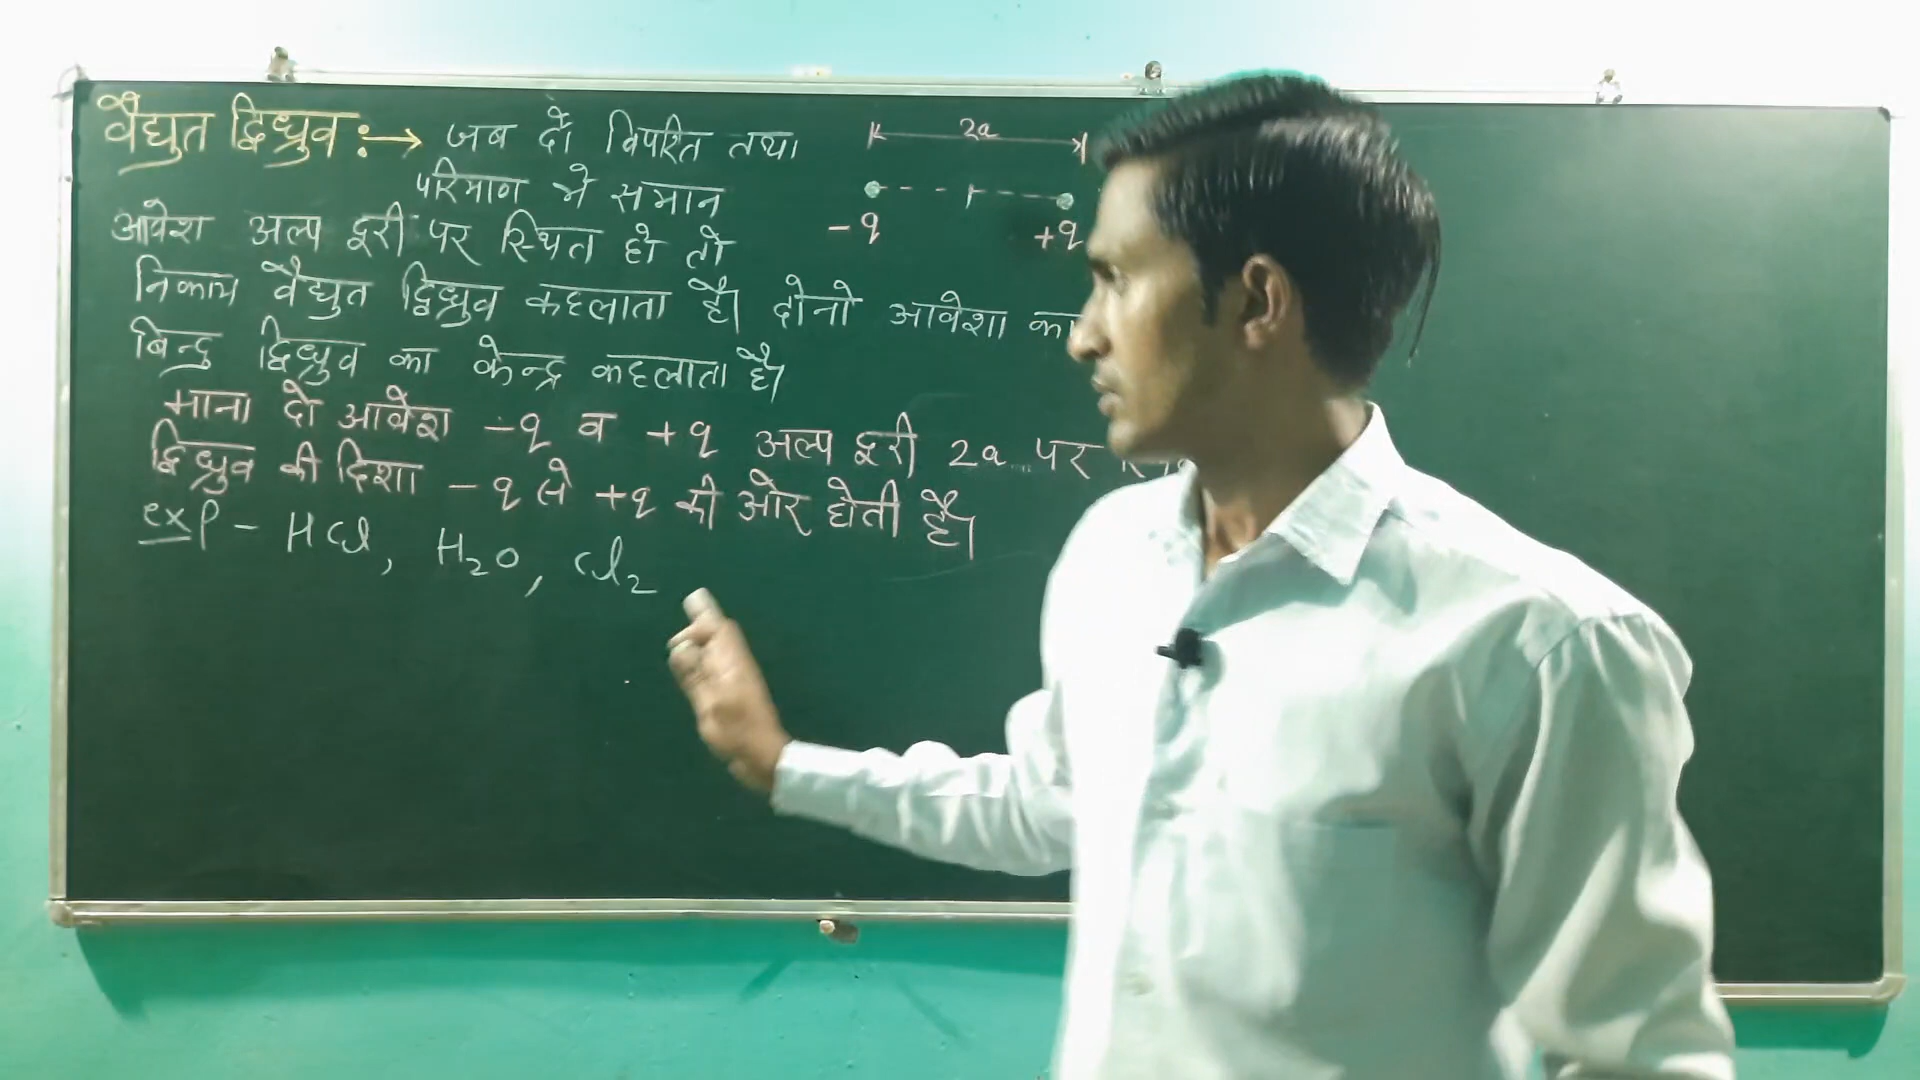 वैद्युत द्विध्रुव :→ जब दो विपरित तथा
परिमाण मे समान
आवेश अल्प दूरी पर स्थित हो तो
निकाय वैद्युत द्विध्रुव कहलाता है। दोनो आवेशो का
बिन्दु द्विध्रुव का केन्द्र कहलाता है।
माना दो आवेश -q व +q अल्प दूरी 2a पर
द्विध्रुव की दिशा -q से +q की ओर होती है।
exp - HCl, H₂O, Cl₂
2a
-q +q